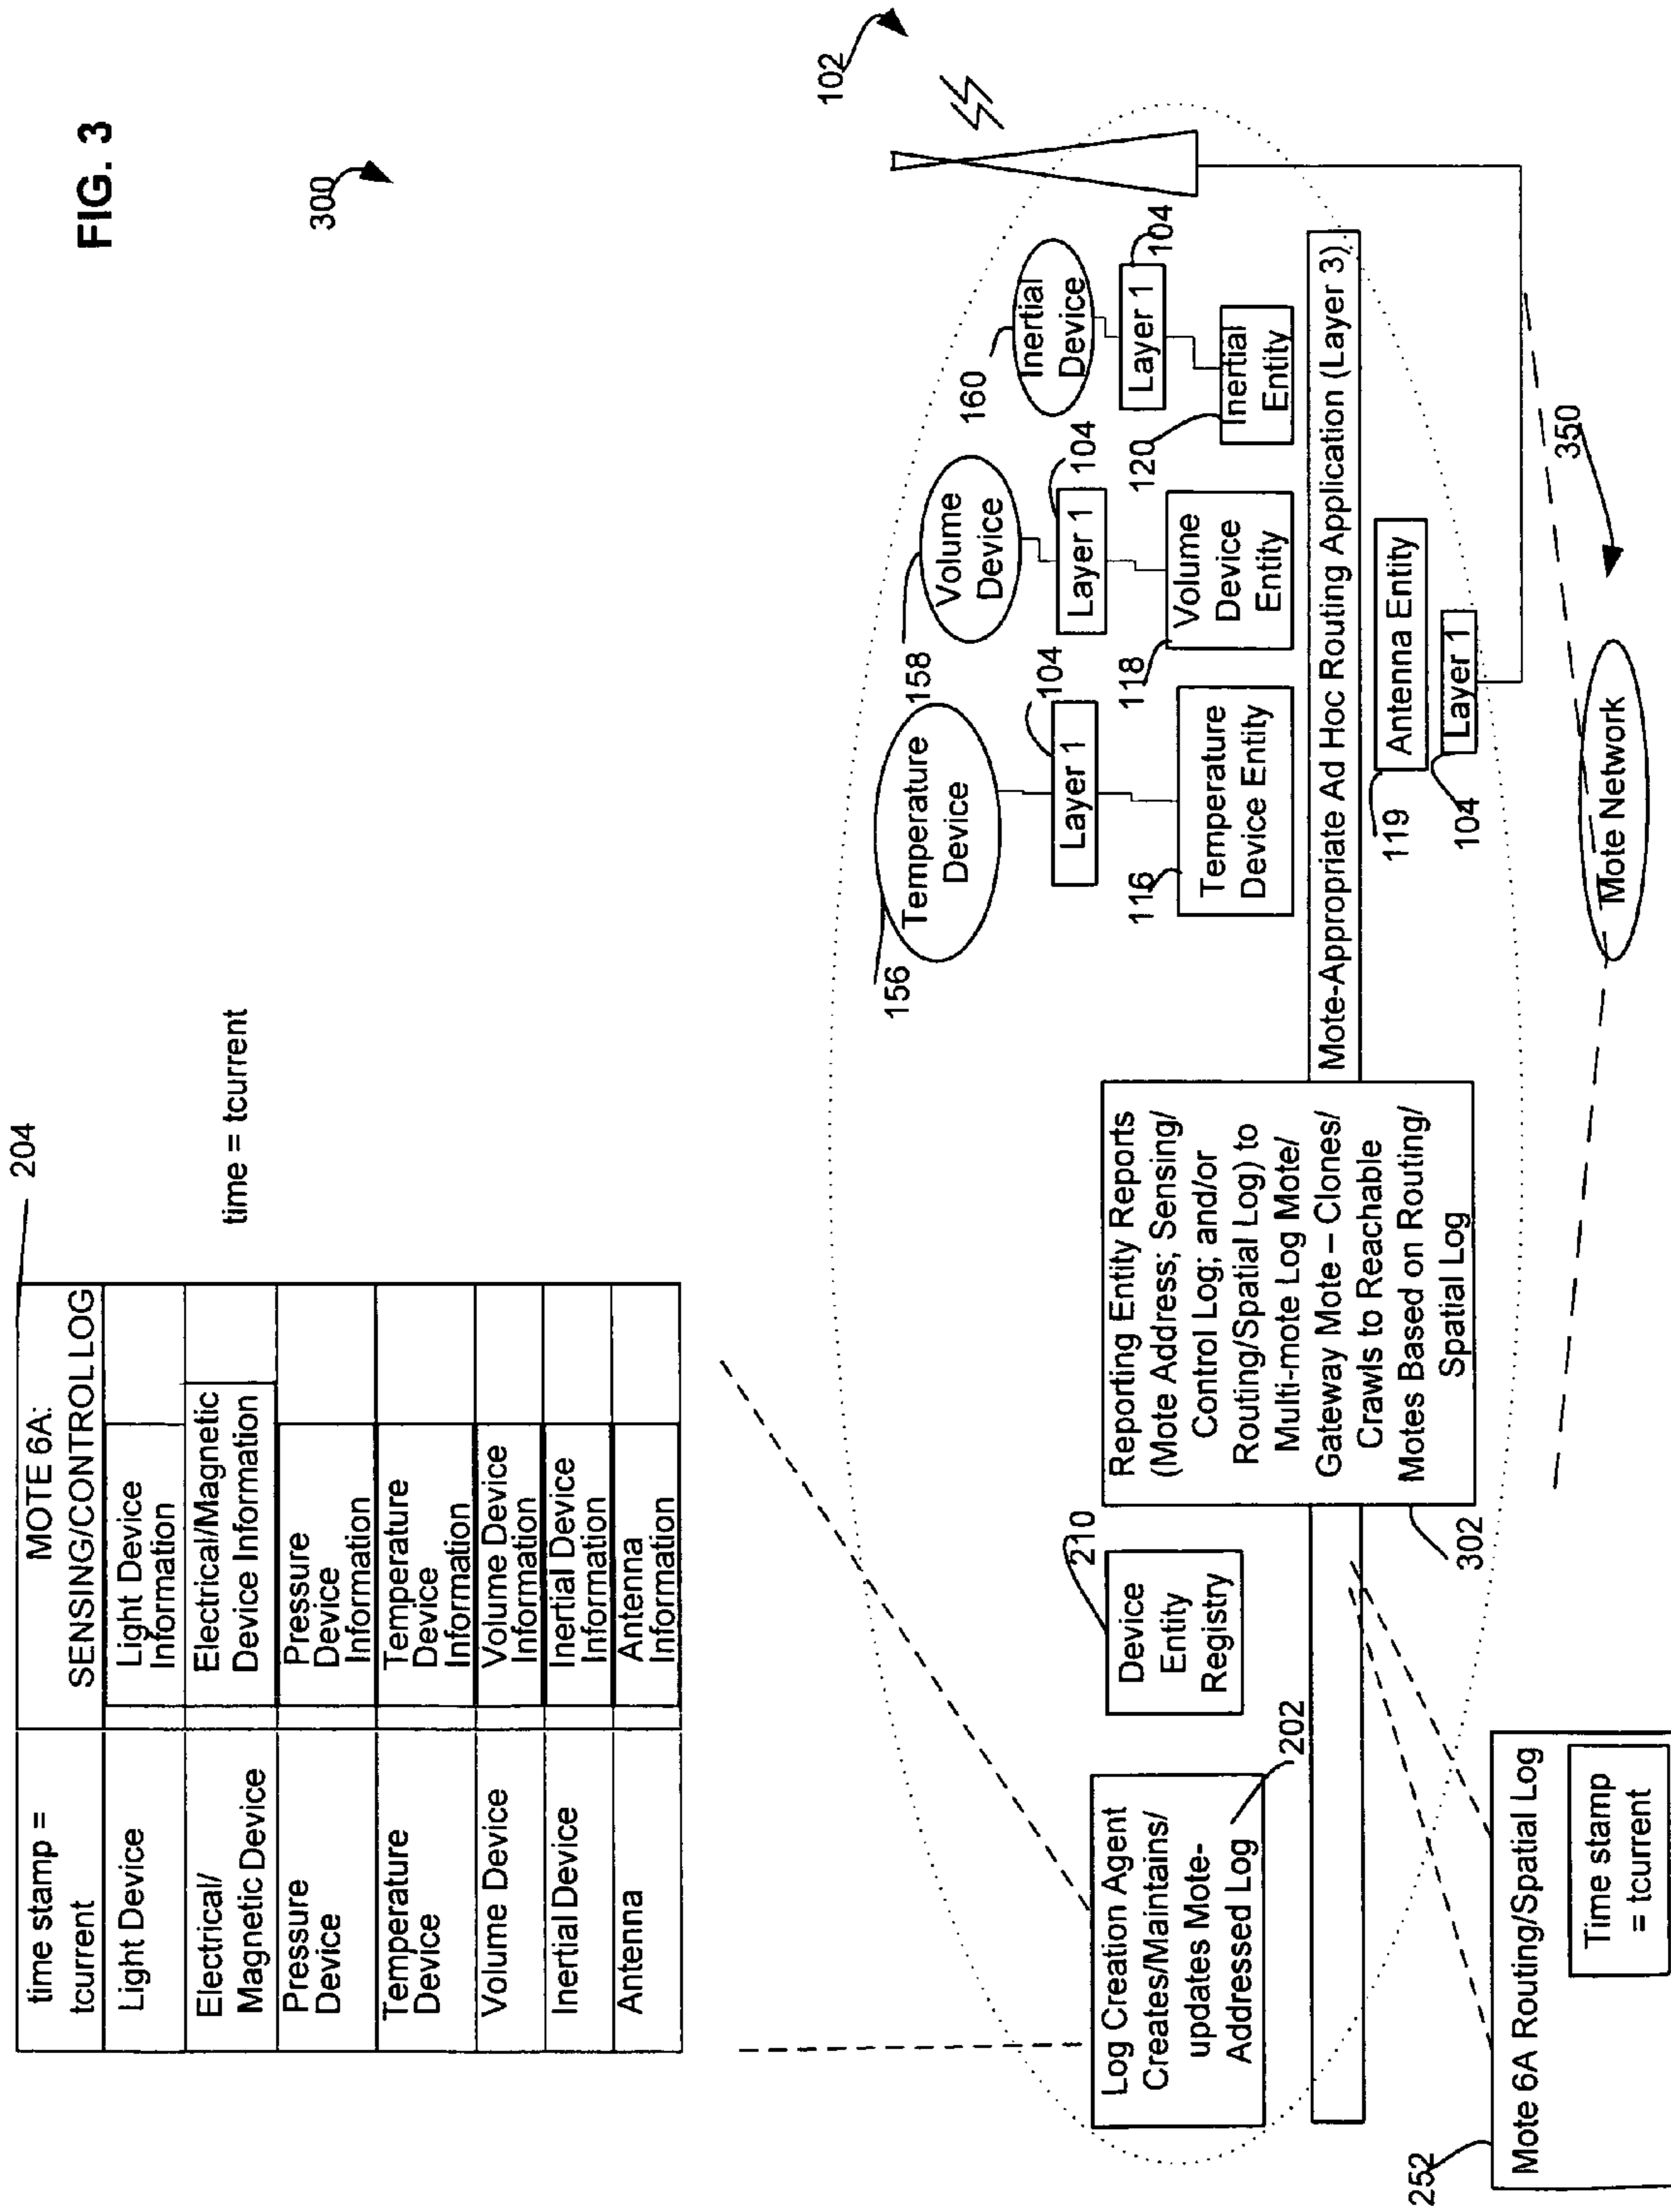 FIG. 3
300
204
time stamp =
tcurrent
MOTE 6A:
SENSING/CONTROL LOG
Light Device
Light Device
Information
Electrical/
Magnetic Device
Electrical/Magnetic
Device Information
Pressure
Device
Pressure
Device
Information
Temperature
Device
Temperature
Device
Information
Volume Device
Volume Device
Information
Inertial Device
Inertial Device
Information
Antenna
Antenna
Information
time = tcurrent
102
156
Temperature
Device
158
Volume
Device
160
Inertial
Device
Layer 1
104
Layer 1
104
Layer 1
104
116
Temperature
Device Entity
118
Volume
Device
Entity
120
Inertial
Entity
Log Creation Agent
Creates/Maintains/
updates Mote-
Addressed Log
202
Device
Entity
Registry
210
Reporting Entity Reports
(Mote Address; Sensing/
Control Log; and/or
Routing/Spatial Log) to
Multi-mote Log Mote/
Gateway Mote – Clones/
Crawls to Reachable
Motes Based on Routing/
Spatial Log
302
Mote-Appropriate Ad Hoc Routing Application (Layer 3)
119
Antenna Entity
104
Layer 1
350
Mote Network
252
Mote 6A Routing/Spatial Log
Time stamp
= tcurrent